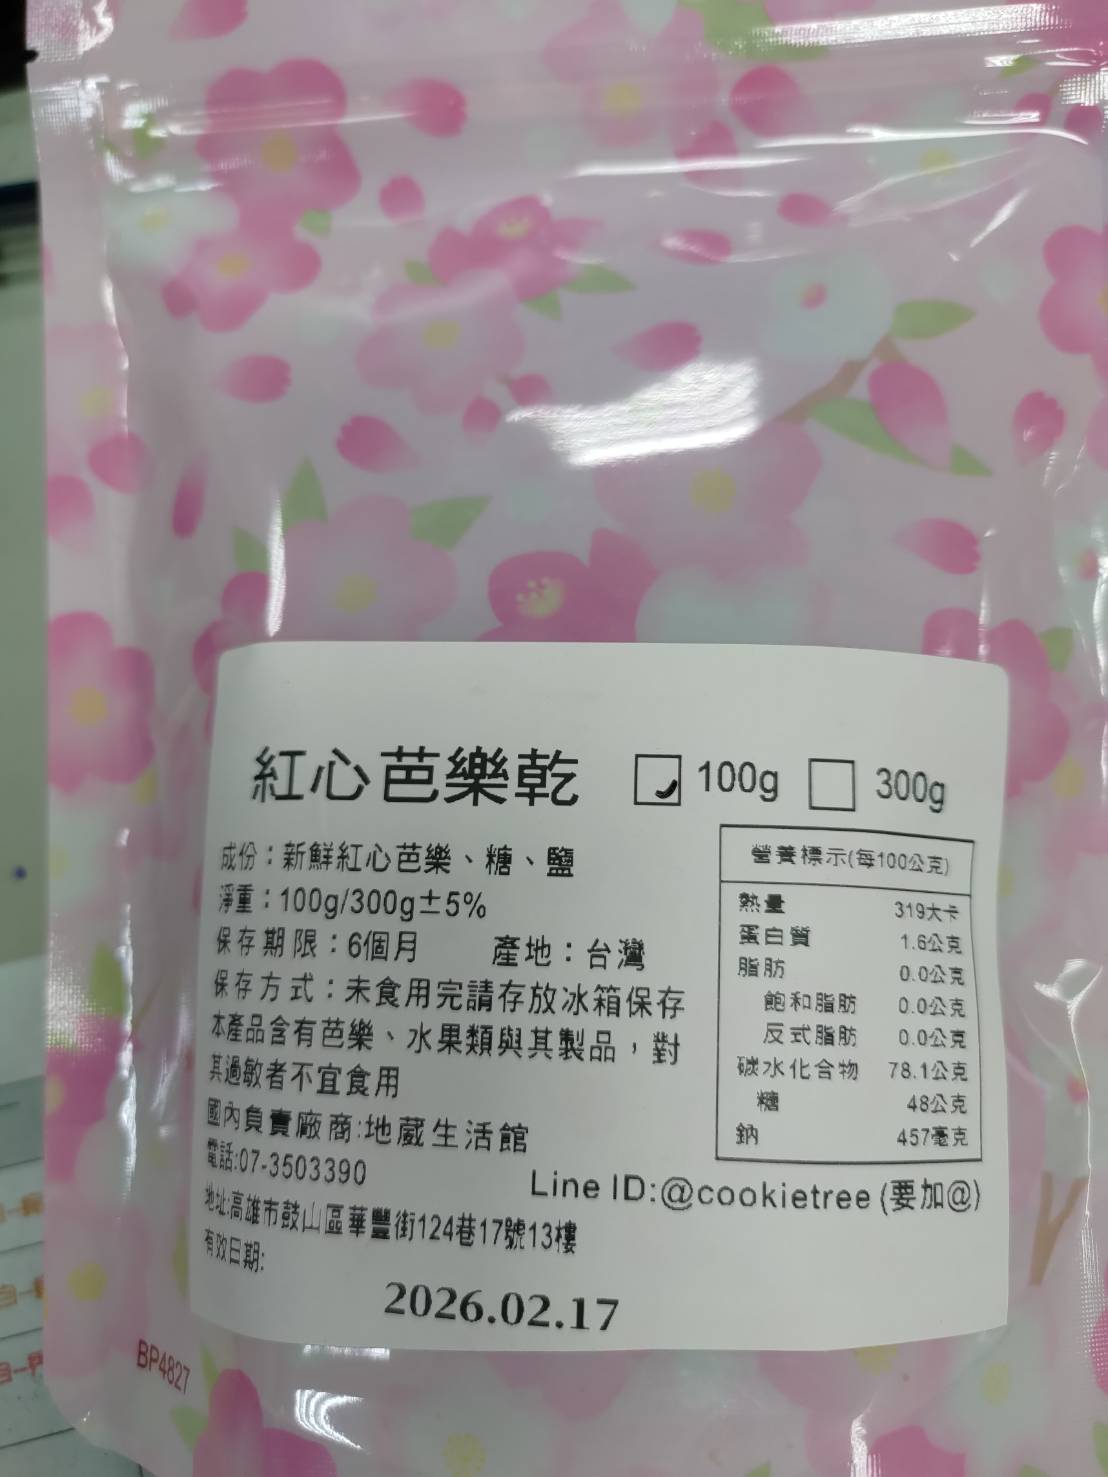 紅心芭樂乾 100g 300g
成份：新鮮紅心芭樂、糖、鹽
淨重：100g/300g±5%
保存期限：6個月 產地：台灣
保存方式：未食用完請存放冰箱保存
本產品含有芭樂、水果類與其製品，對
其過敏者不宜食用
國內負責廠商:地藏生活館
電話:07-3503390
Line ID:@cookietree (要加@)
地址:高雄市鼓山區華豐街124巷17號13樓
有效日期:
2026.02.17
營養標示(每100公克)
熱量 319大卡
蛋白質 1.6公克
脂肪 0.0公克
飽和脂肪 0.0公克
反式脂肪 0.0公克
碳水化合物 78.1公克
糖 48公克
鈉 457毫克
BP4827